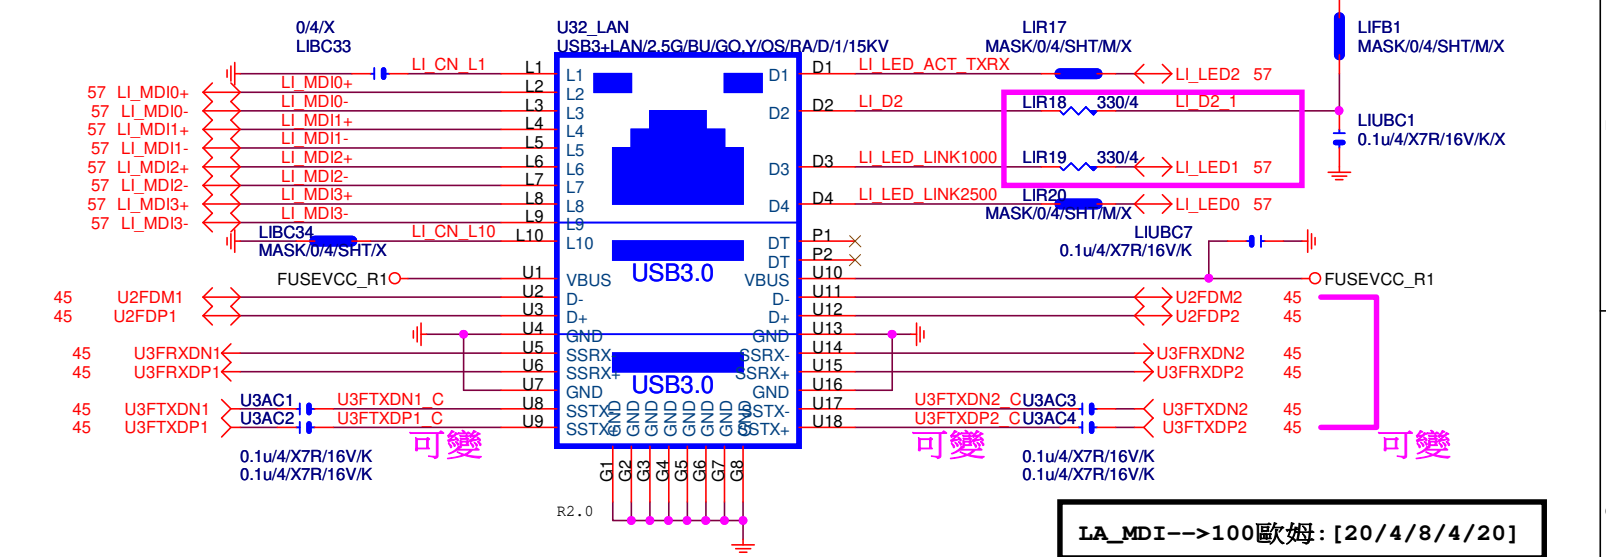 0/4/X
LIBC33
U32_LAN
USB3+LAN/2.5G/BU/GO,Y/OS/RA/D/1/15KV
LIR17
MASK/0/4/SHT/M/X
LIFB1
MASK/0/4/SHT/M/X
LI_CN_L1 L1 L1 D1 D1 LI_LED_ACT_TXRX LI_LED2 57
57 LI_MDI0+ LI_MDI0+ L2 L2
57 LI_MDI0- LI_MDI0- L3 L3 D2 D2 LI_D2 LIR18 330/4 LI_D2_1
57 LI_MDI1+ LI_MDI1+ L4 L4
LIUBC1
0.1u/4/X7R/16V/K/X
57 LI_MDI1- LI_MDI1- L5 L5
57 LI_MDI2+ LI_MDI2+ L6 L6 D3 D3 LI_LED_LINK1000 LIR19 330/4 LI_LED1 57
57 LI_MDI2- LI_MDI2- L7 L7
57 LI_MDI3+ LI_MDI3+ L8 L8 D4 D4 LI_LED_LINK2500 LIR20 LI_LED0 57
MASK/0/4/SHT/M/X
57 LI_MDI3- LI_MDI3- L9 L9
LIBC34 LI_CN_L10 L10 L10 DT P1
MASK/0/4/SHT/X
LIUBC7
0.1u/4/X7R/16V/K
DT P2
USB3.0
FUSEVCC_R1 U1 VBUS VBUS U10 FUSEVCC_R1
45 U2FDM1 U2 D- D- U11 U2FDM2 45
45 U2FDP1 U3 D+ D+ U12 U2FDP2 45
U4 GND GND U13
45 U3FRXDN1 U5 SSRX- SSRX- U14 U3FRXDN2 45
45 U3FRXDP1 U6 SSRX+ SSRX+ U15 U3FRXDP2 45
USB3.0
U7 GND GND U16
45 U3FTXDN1 U3AC1 U3FTXDN1_C U8 SSTX- SSTX- U17 U3FTXDN2_C U3AC3 U3FTXDN2 45
45 U3FTXDP1 U3AC2 U3FTXDP1_C U9 SSTX+ SSTX+ U18 U3FTXDP2_C U3AC4 U3FTXDP2 45
GND GND GND GND GND GND GND GND
可變 可變 可變
0.1u/4/X7R/16V/K
0.1u/4/X7R/16V/K
0.1u/4/X7R/16V/K
0.1u/4/X7R/16V/K
G1 G2 G3 G4 G5 G6 G7 G8
R2.0
LA_MDI-->100歐姆:[20/4/8/4/20]